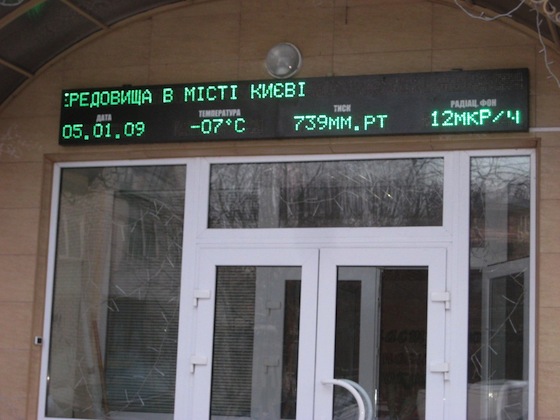 ЕРЕДОВИЩА В МІСТІ КИЄВІ
ДАТА ТЕМПЕРАТУРА ТИСК РАДІАЦ. ФОН
05.01.09 -07°С 739мм.РТ 12мкР/Ч